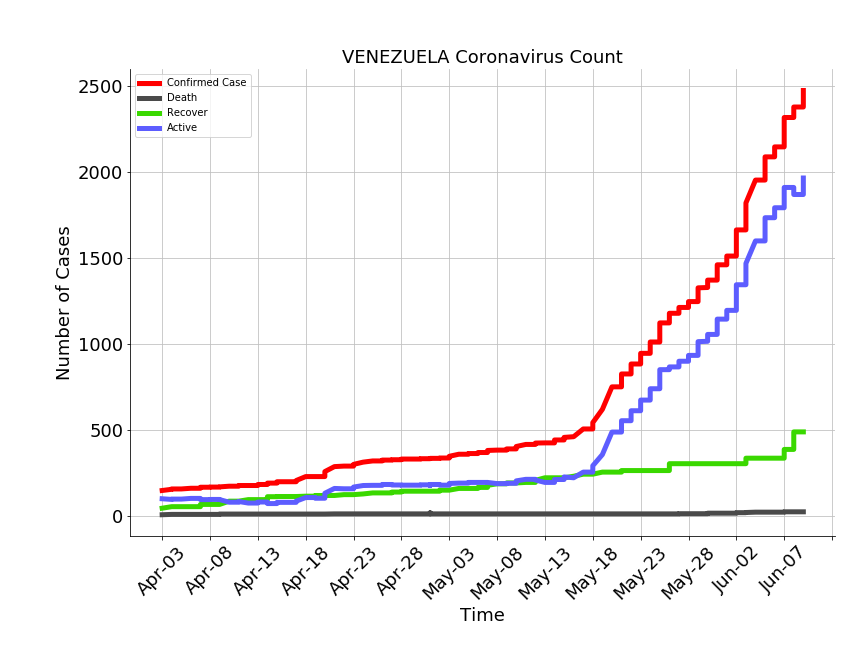 VENEZUELA Coronavirus Count
Confirmed Case
Death
Recover
Active
2500
2000
1500
1000
500
0
Number of Cases
Apr-03
Apr-08
Apr-13
Apr-18
Apr-23
Apr-28
May-03
May-08
May-13
May-18
May-23
May-28
Jun-02
Jun-07
Time